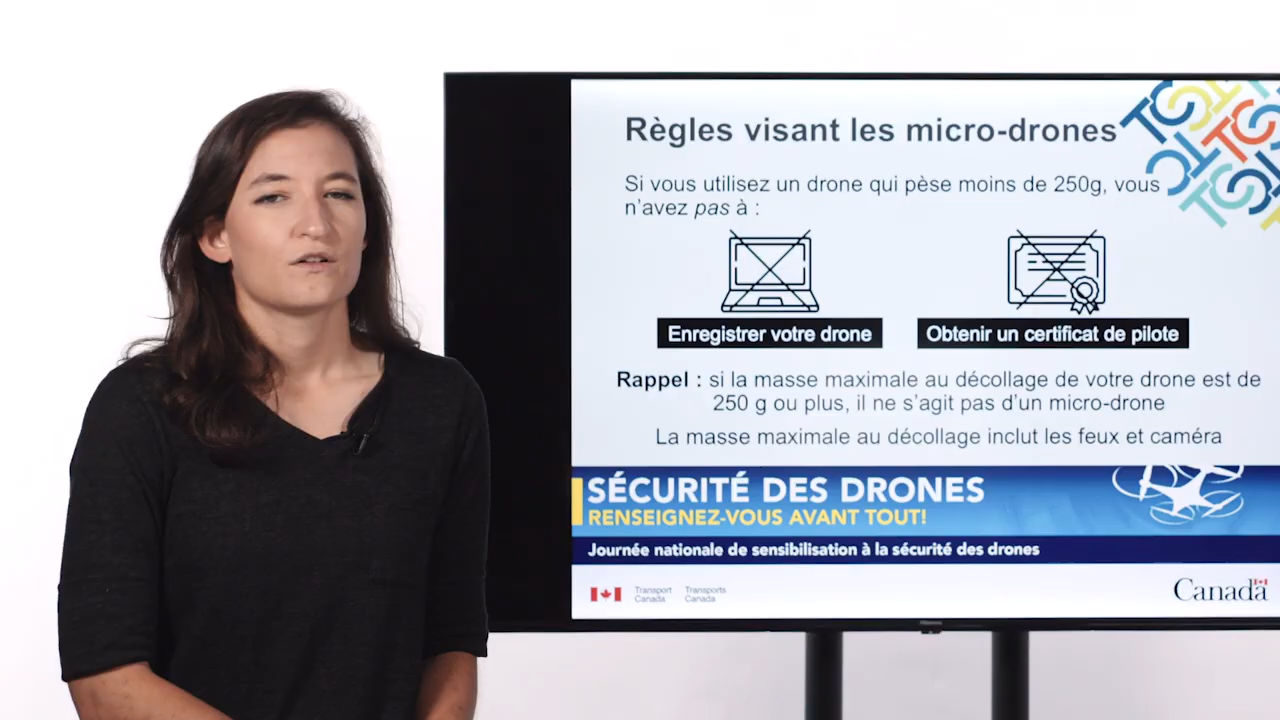 Règles visant les micro-drones
Si vous utilisez un drone qui pèse moins de 250g, vous
n'avez pas à :
Enregistrer votre drone
Obtenir un certificat de pilote
Rappel : si la masse maximale au décollage de votre drone est de
250 g ou plus, il ne s'agit pas d'un micro-drone
La masse maximale au décollage inclut les feux et caméra
SÉCURITÉ DES DRONES
RENSEIGNEZ-VOUS AVANT TOUT!
Journée nationale de sensibilisation à la sécurité des drones
Transport
Canada
Transports
Canada
Canada
Hisense